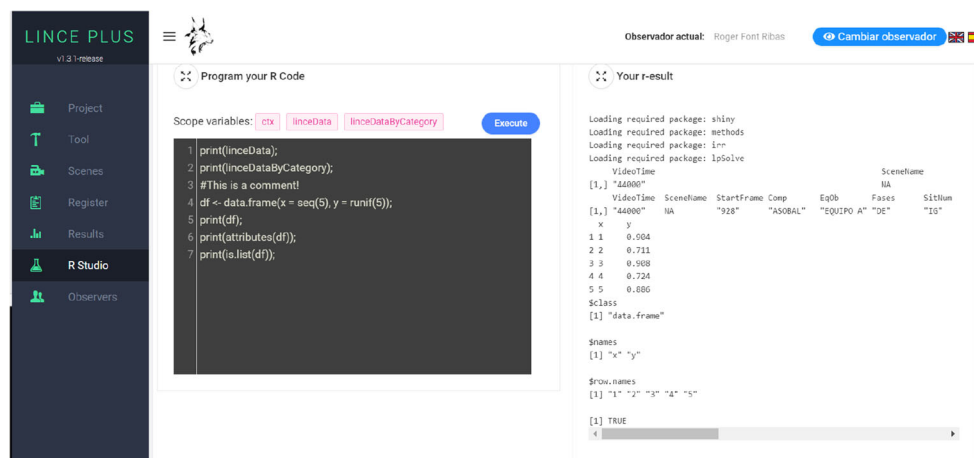 LINCE PLUS
v1.3.1-release
Project
Tool
Scenes
Register
Results
R Studio
Observers
Observador actual: Roger Font Ribas
Cambiar observador
Program your R Code
Scope variables: ctx linceData linceDataByCategory Execute
1 print(linceData);
2 print(linceDataByCategory);
3 #This is a comment!
4 df <- data.frame(x = seq(5), y = runif(5));
5 print(df);
6 print(attributes(df));
7 print(is.list(df));
Your r-esult
Loading required package: shiny
Loading required package: methods
Loading required package: irr
Loading required package: lpSolve
VideoTime SceneName
[1,] "44000" NA
VideoTime SceneName StartFrame Comp EqOb Fases SitNum
[1,] "44000" NA "928" "ASOBAL" "EQUIPO A" "DE" "IG"
x y
1 1 0.904
2 2 0.711
3 3 0.908
4 4 0.724
5 5 0.886
$class
[1] "data.frame"
$names
[1] "x" "y"
$row.names
[1] "1" "2" "3" "4" "5"
[1] TRUE